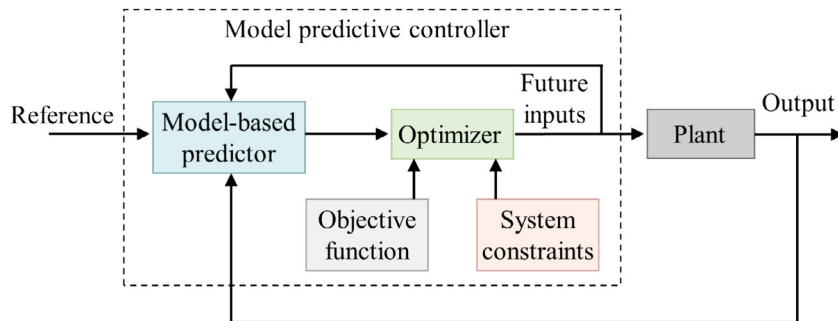 Model predictive controller
Reference
Model-based
predictor
Optimizer
Future
inputs
Plant
Output
Objective
function
System
constraints